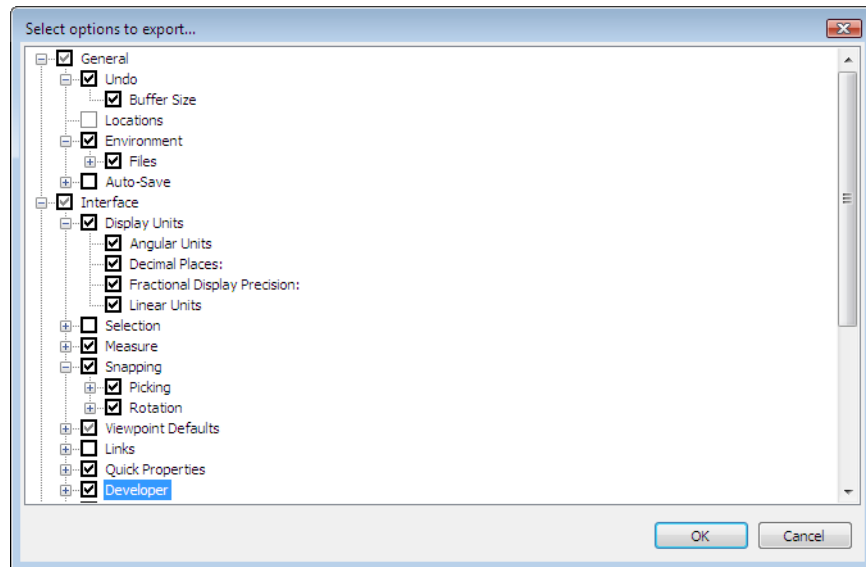 Select options to export...
General
Undo
Buffer Size
Locations
Environment
Files
Auto-Save
Interface
Display Units
Angular Units
Decimal Places:
Fractional Display Precision:
Linear Units
Selection
Measure
Snapping
Picking
Rotation
Viewpoint Defaults
Links
Quick Properties
Developer
OK Cancel